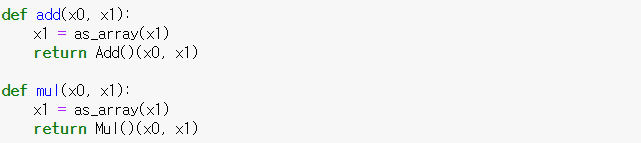 def add(x0, x1):
    x1 = as_array(x1)
    return Add()(x0, x1)

def mul(x0, x1):
    x1 = as_array(x1)
    return Mul()(x0, x1)